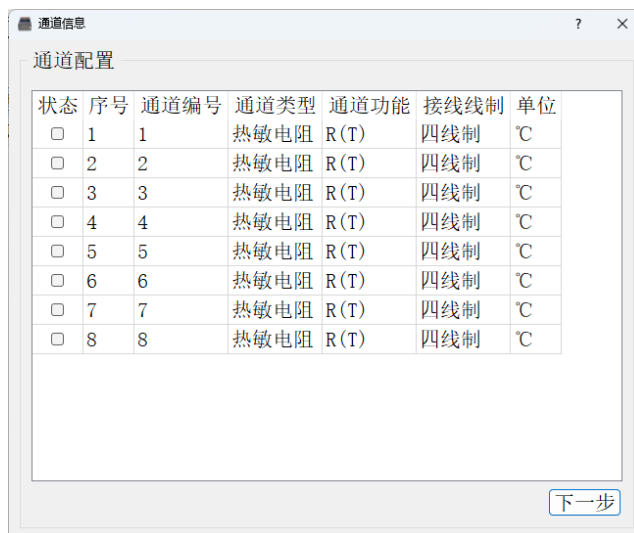 通道信息 ?
通道配置
状态 序号 通道编号 通道类型 通道功能 接线线制 单位
1 1 热敏电阻 R(T) 四线制 ℃
2 2 热敏电阻 R(T) 四线制 ℃
3 3 热敏电阻 R(T) 四线制 ℃
4 4 热敏电阻 R(T) 四线制 ℃
5 5 热敏电阻 R(T) 四线制 ℃
6 6 热敏电阻 R(T) 四线制 ℃
7 7 热敏电阻 R(T) 四线制 ℃
8 8 热敏电阻 R(T) 四线制 ℃
下一步